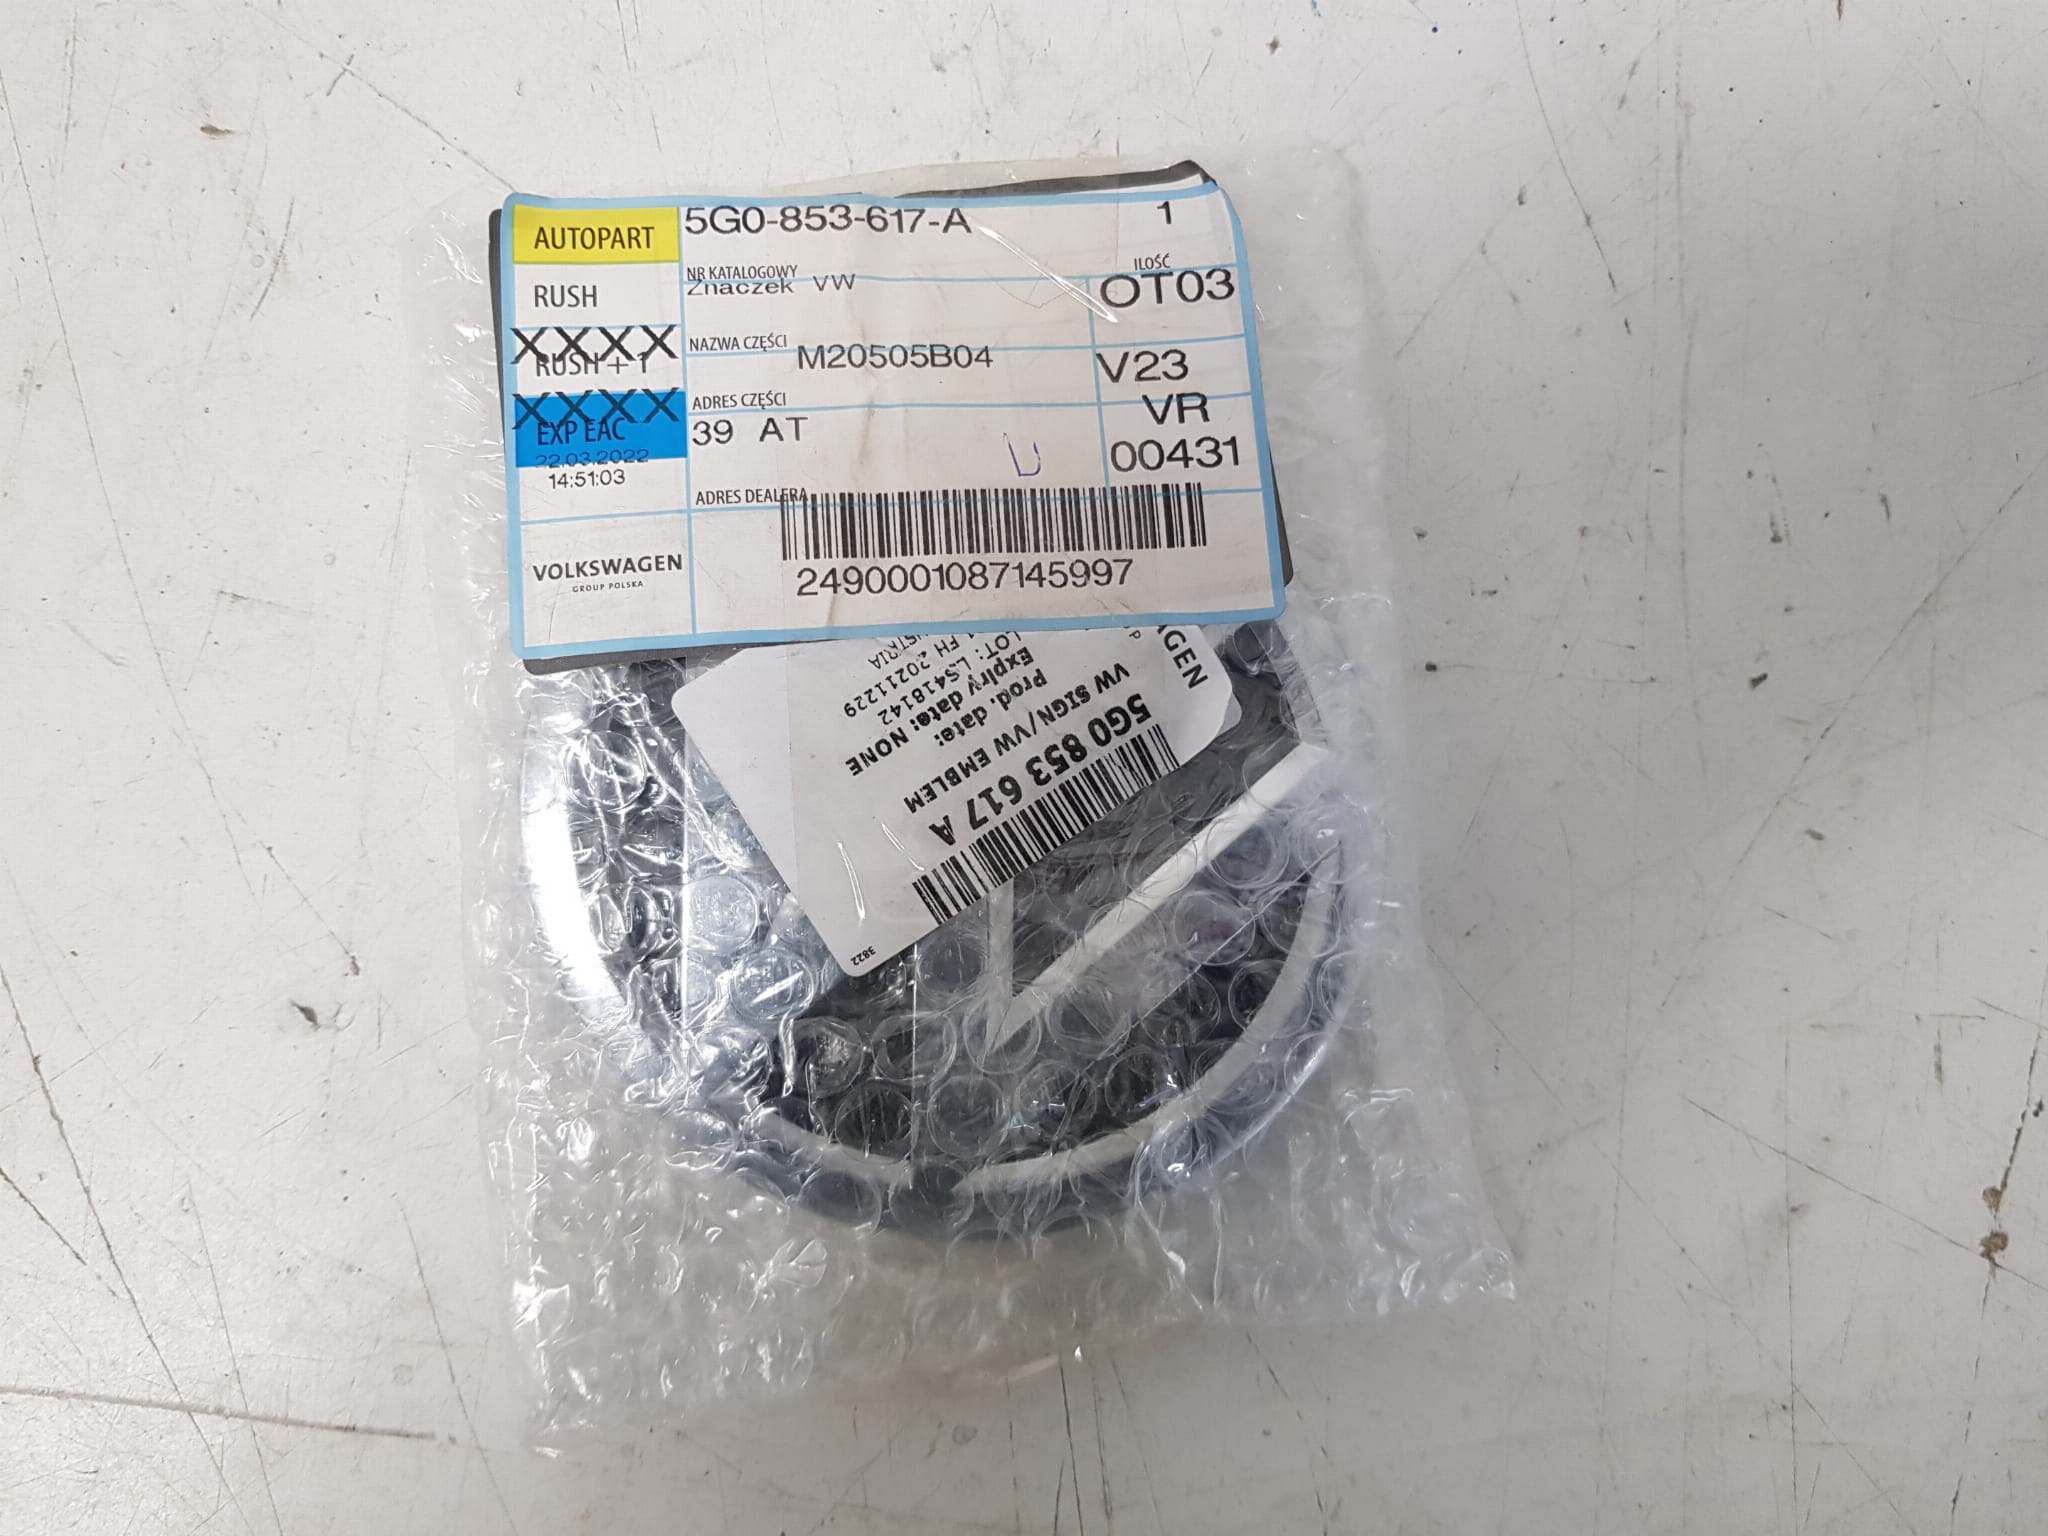 AUTOPART
5G0-853-617-A
1
NR KATALOGOWY
ILOŚĆ
RUSH
Znaczek VW
OT03
XXXX
RUSH + 1
NAZWA CZĘŚCI
M20505B04
V23
XXXX
EXP EAC
ADRES CZĘŚCI
39 AT
VR
00431
22.03.2022
14:51:03
ADRES DEALERA
VOLKSWAGEN
GROUP POLSKA
2490001087145997
5G0 853 617 A
VW SIGN/VW EMBLEM
Prod. date:
Expiry date: NONE
LOT: LS418142
FH 20211229
3822